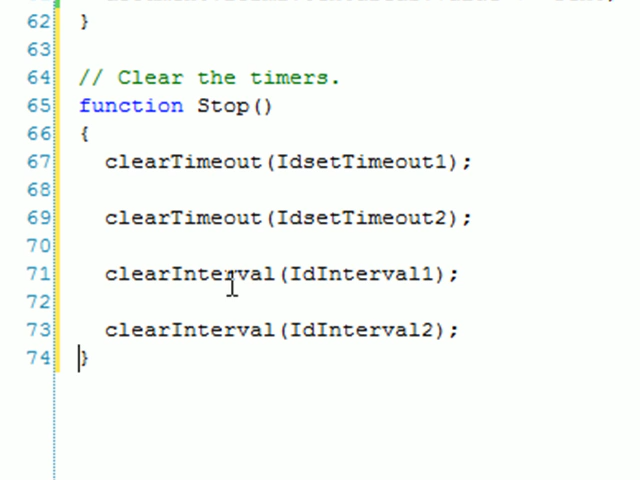 62 }
63
64 // Clear the timers.
65 function Stop()
66 {
67 clearTimeout(IdsetTimeout1);
68
69 clearTimeout(IdsetTimeout2);
70
71 clearInterval(IdInterval1);
72
73 clearInterval(IdInterval2);
74 }